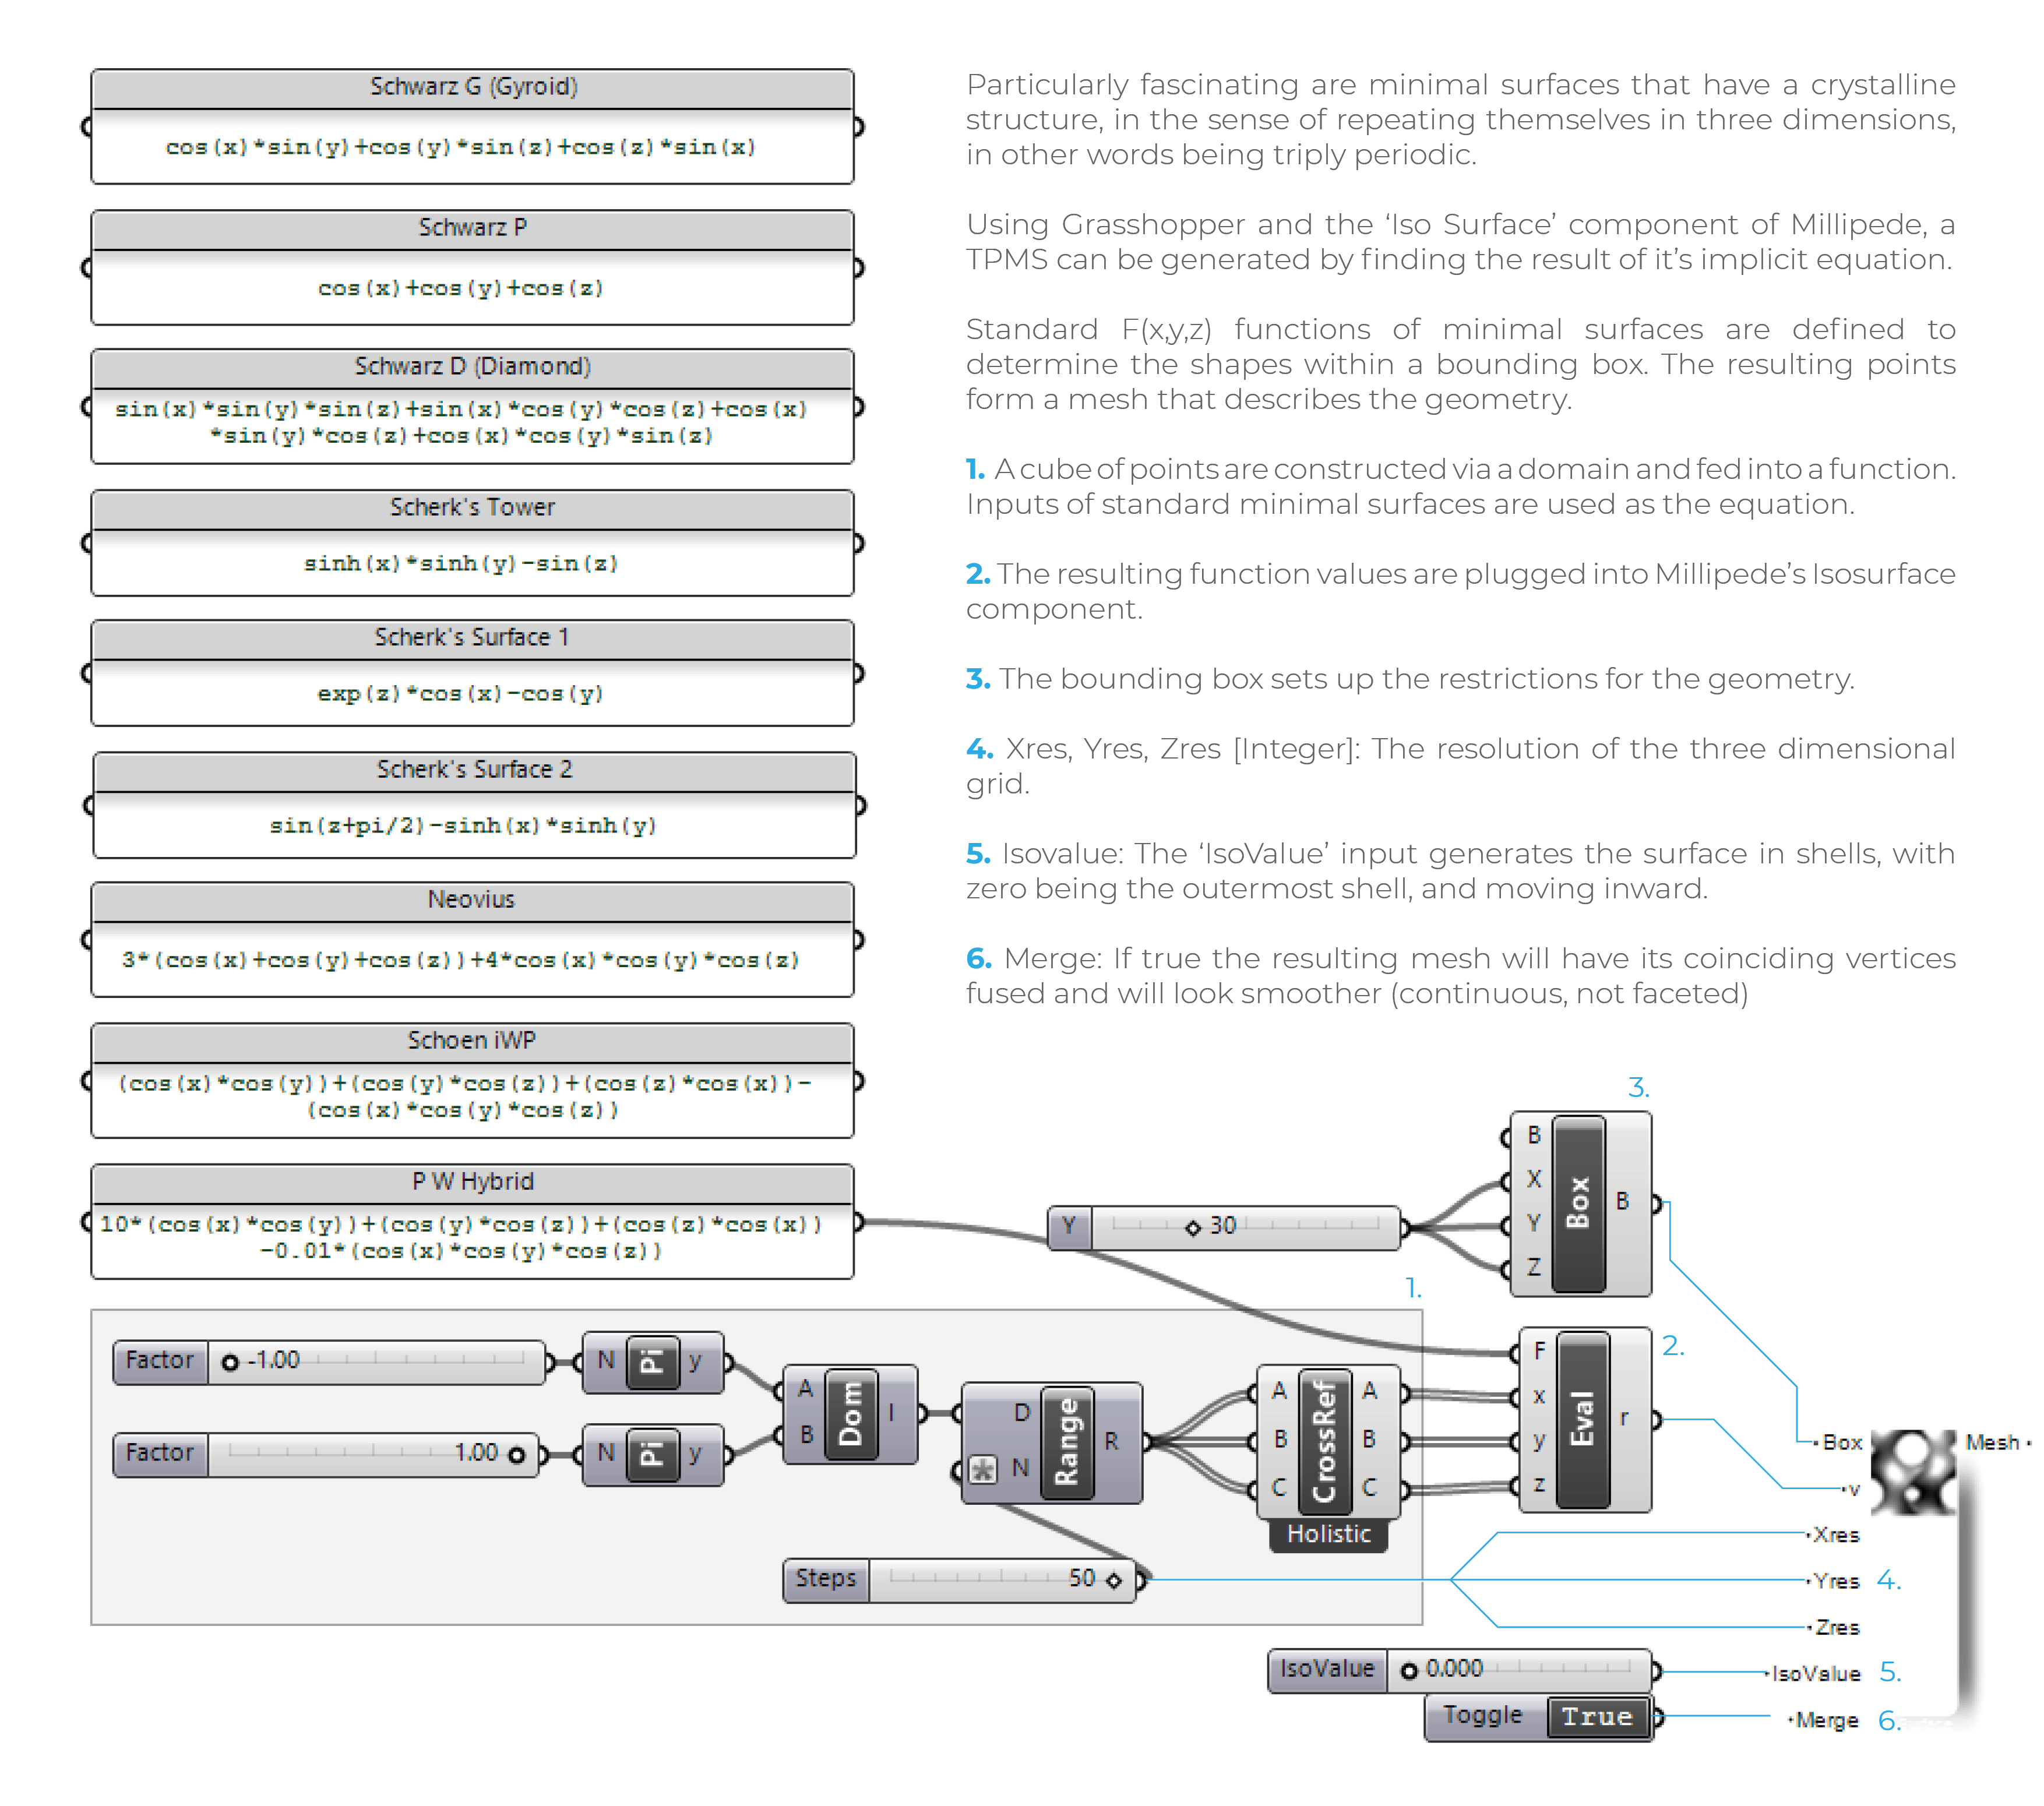 Schwarz G (Gyroid)
cos(x)*sin(y)+cos(y)*sin(z)+cos(z)*sin(x)
Schwarz P
cos(x)+cos(y)+cos(z)
Schwarz D (Diamond)
sin(x)*sin(y)*sin(z)+sin(x)*cos(y)*cos(z)+cos(x)
*sin(y)*cos(z)+cos(x)*cos(y)*sin(z)
Scherk's Tower
sinh(x)*sinh(y)-sin(z)
Scherk's Surface 1
exp(z)*cos(x)-cos(y)
Scherk's Surface 2
sin(z+pi/2)-sinh(x)*sinh(y)
Neovius
3*(cos(x)+cos(y)+cos(z))+4*cos(x)*cos(y)*cos(z)
Schoen iWP
(cos(x)*cos(y))+(cos(y)*cos(z))+(cos(z)*cos(x))-
(cos(x)*cos(y)*cos(z))
P W Hybrid
10*(cos(x)*cos(y))+(cos(y)*cos(z))+(cos(z)*cos(x))
-0.01*(cos(x)*cos(y)*cos(z))
Particularly fascinating are minimal surfaces that have a crystalline
structure, in the sense of repeating themselves in three dimensions,
in other words being triply periodic.
Using Grasshopper and the ‘Iso Surface’ component of Millipede, a
TPMS can be generated by finding the result of it’s implicit equation.
Standard F(x,y,z) functions of minimal surfaces are defined to
determine the shapes within a bounding box. The resulting points
form a mesh that describes the geometry.
1. A cube of points are constructed via a domain and fed into a function.
Inputs of standard minimal surfaces are used as the equation.
2. The resulting function values are plugged into Millipede’s Isosurface
component.
3. The bounding box sets up the restrictions for the geometry.
4. Xres, Yres, Zres [Integer]: The resolution of the three dimensional
grid.
5. Isovalue: The ‘IsoValue’ input generates the surface in shells, with
zero being the outermost shell, and moving inward.
6. Merge: If true the resulting mesh will have its coinciding vertices
fused and will look smoother (continuous, not faceted)
3.
B
X
Y
Z
Box
B
Y
30
1.
Factor
-1.00
N
Pi
y
Factor
1.00
N
Pi
y
A
B
Dom
I
D
N
Range
R
A
B
C
CrossRef
A
B
C
Holistic
Steps
50
F
x
y
z
Eval
r
2.
Box
v
Xres
Yres
4.
Zres
IsoValue
5.
Merge
6.
Mesh
IsoValue
0.000
Toggle
True